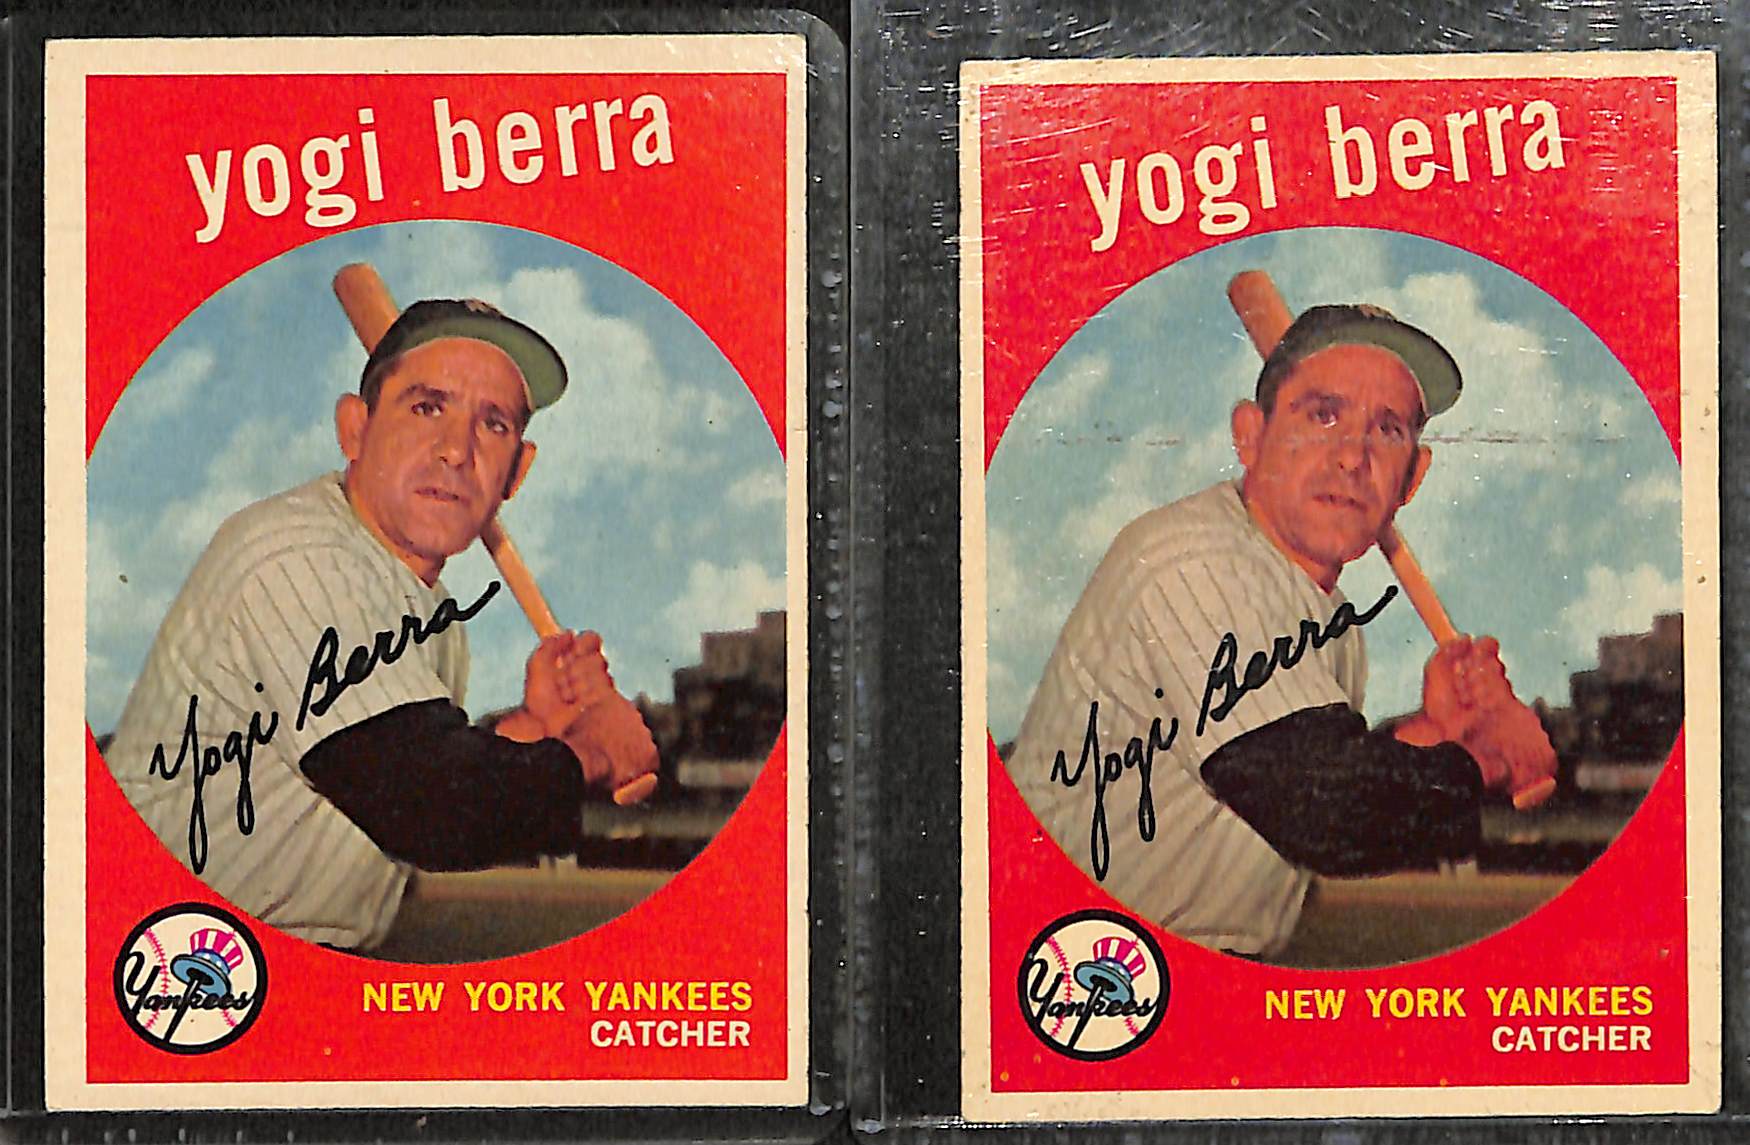 yogi berra
Yogi Berra
Yankees
NEW YORK YANKEES
CATCHER
yogi berra
Yogi Berra
Yankees
NEW YORK YANKEES
CATCHER